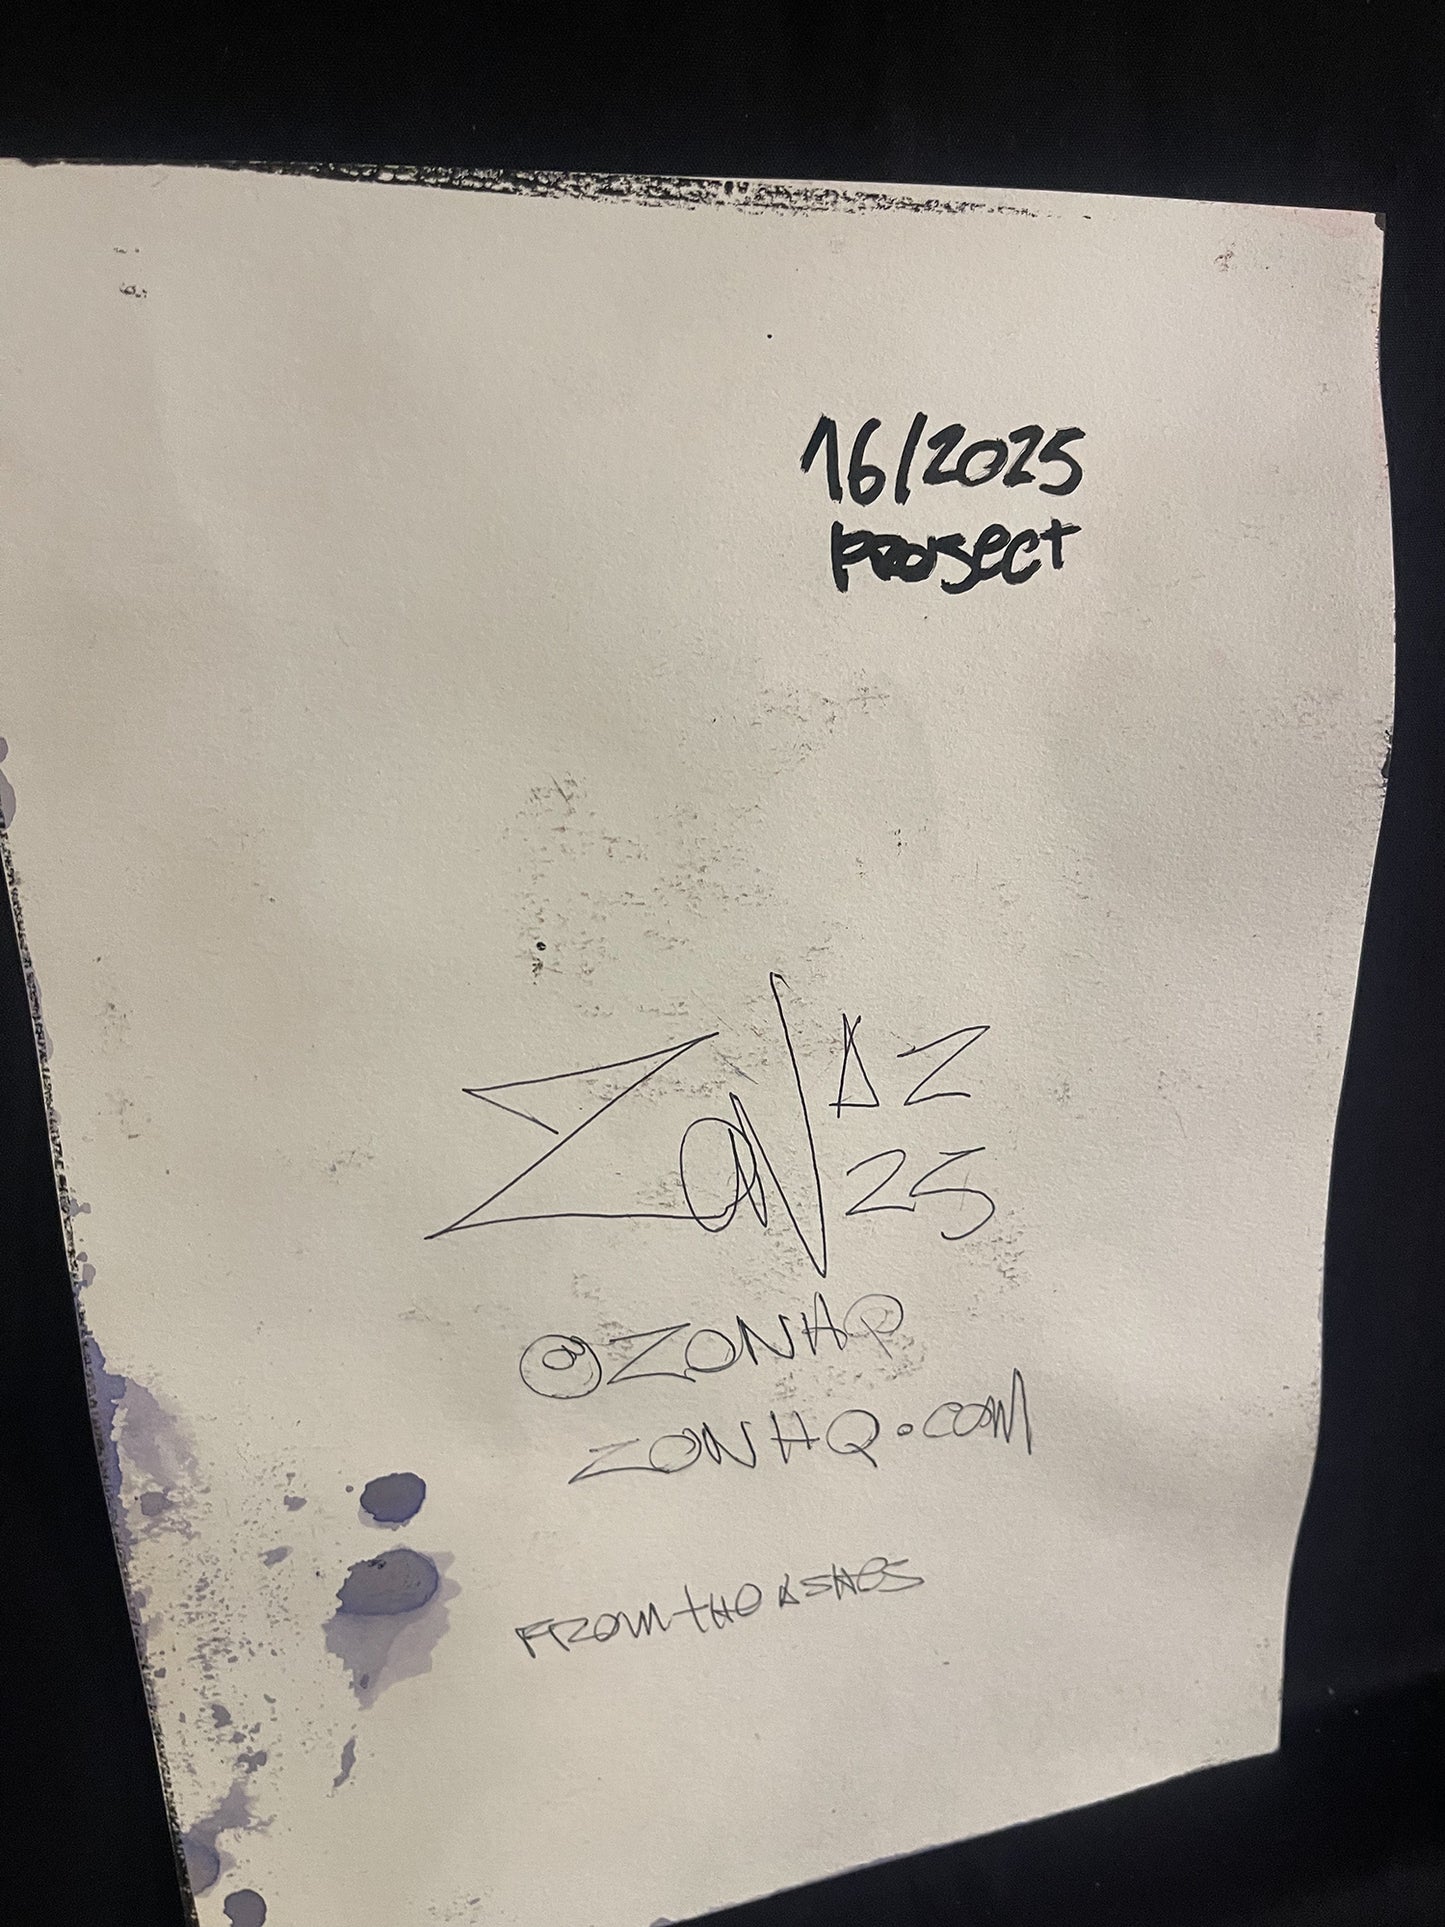 16/2025
PROJECT
ZON AZ
25
@ZONHQ
ZONHQ.COM
FROM THE ASHES